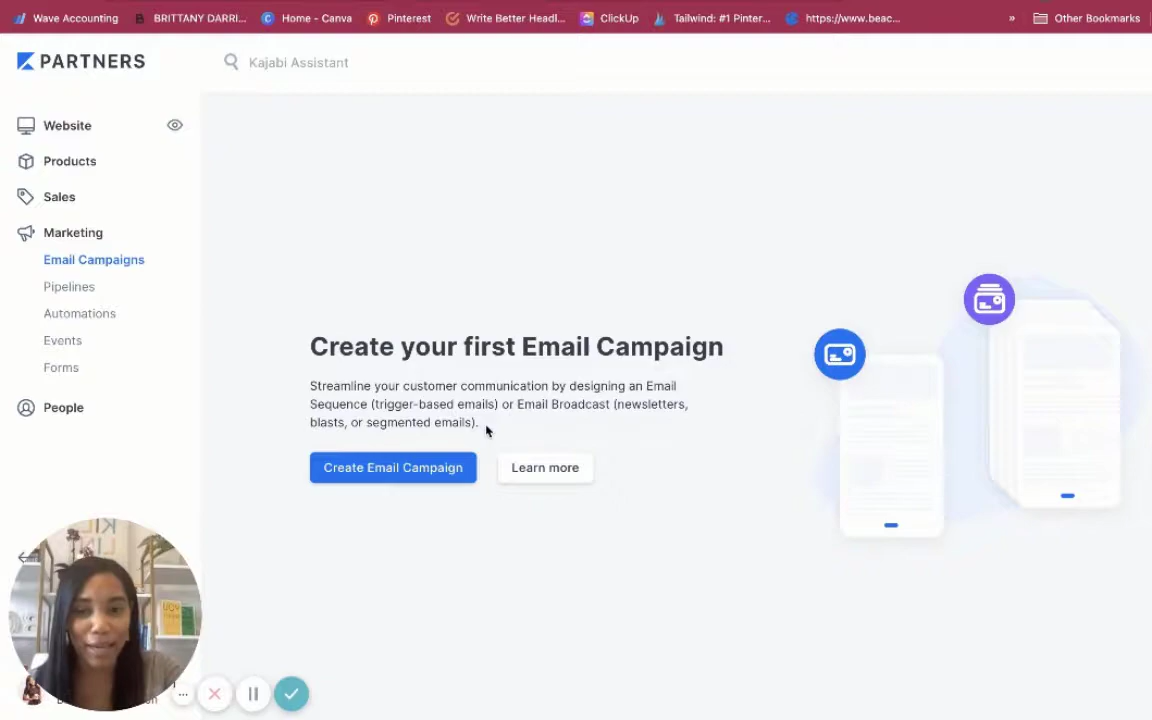 Wave Accounting
BRITTANY DARRI...
Home - Canva
Pinterest
Write Better Headl...
ClickUp
Tailwind: #1 Pinter...
https://www.beac...
»
Other Bookmarks
PARTNERS
Kajabi Assistant
Website
Products
Sales
Marketing
Email Campaigns
Pipelines
Automations
Events
Forms
People
Create your first Email Campaign
Streamline your customer communication by designing an Email
Sequence (trigger-based emails) or Email Broadcast (newsletters,
blasts, or segmented emails).
Create Email Campaign
Learn more